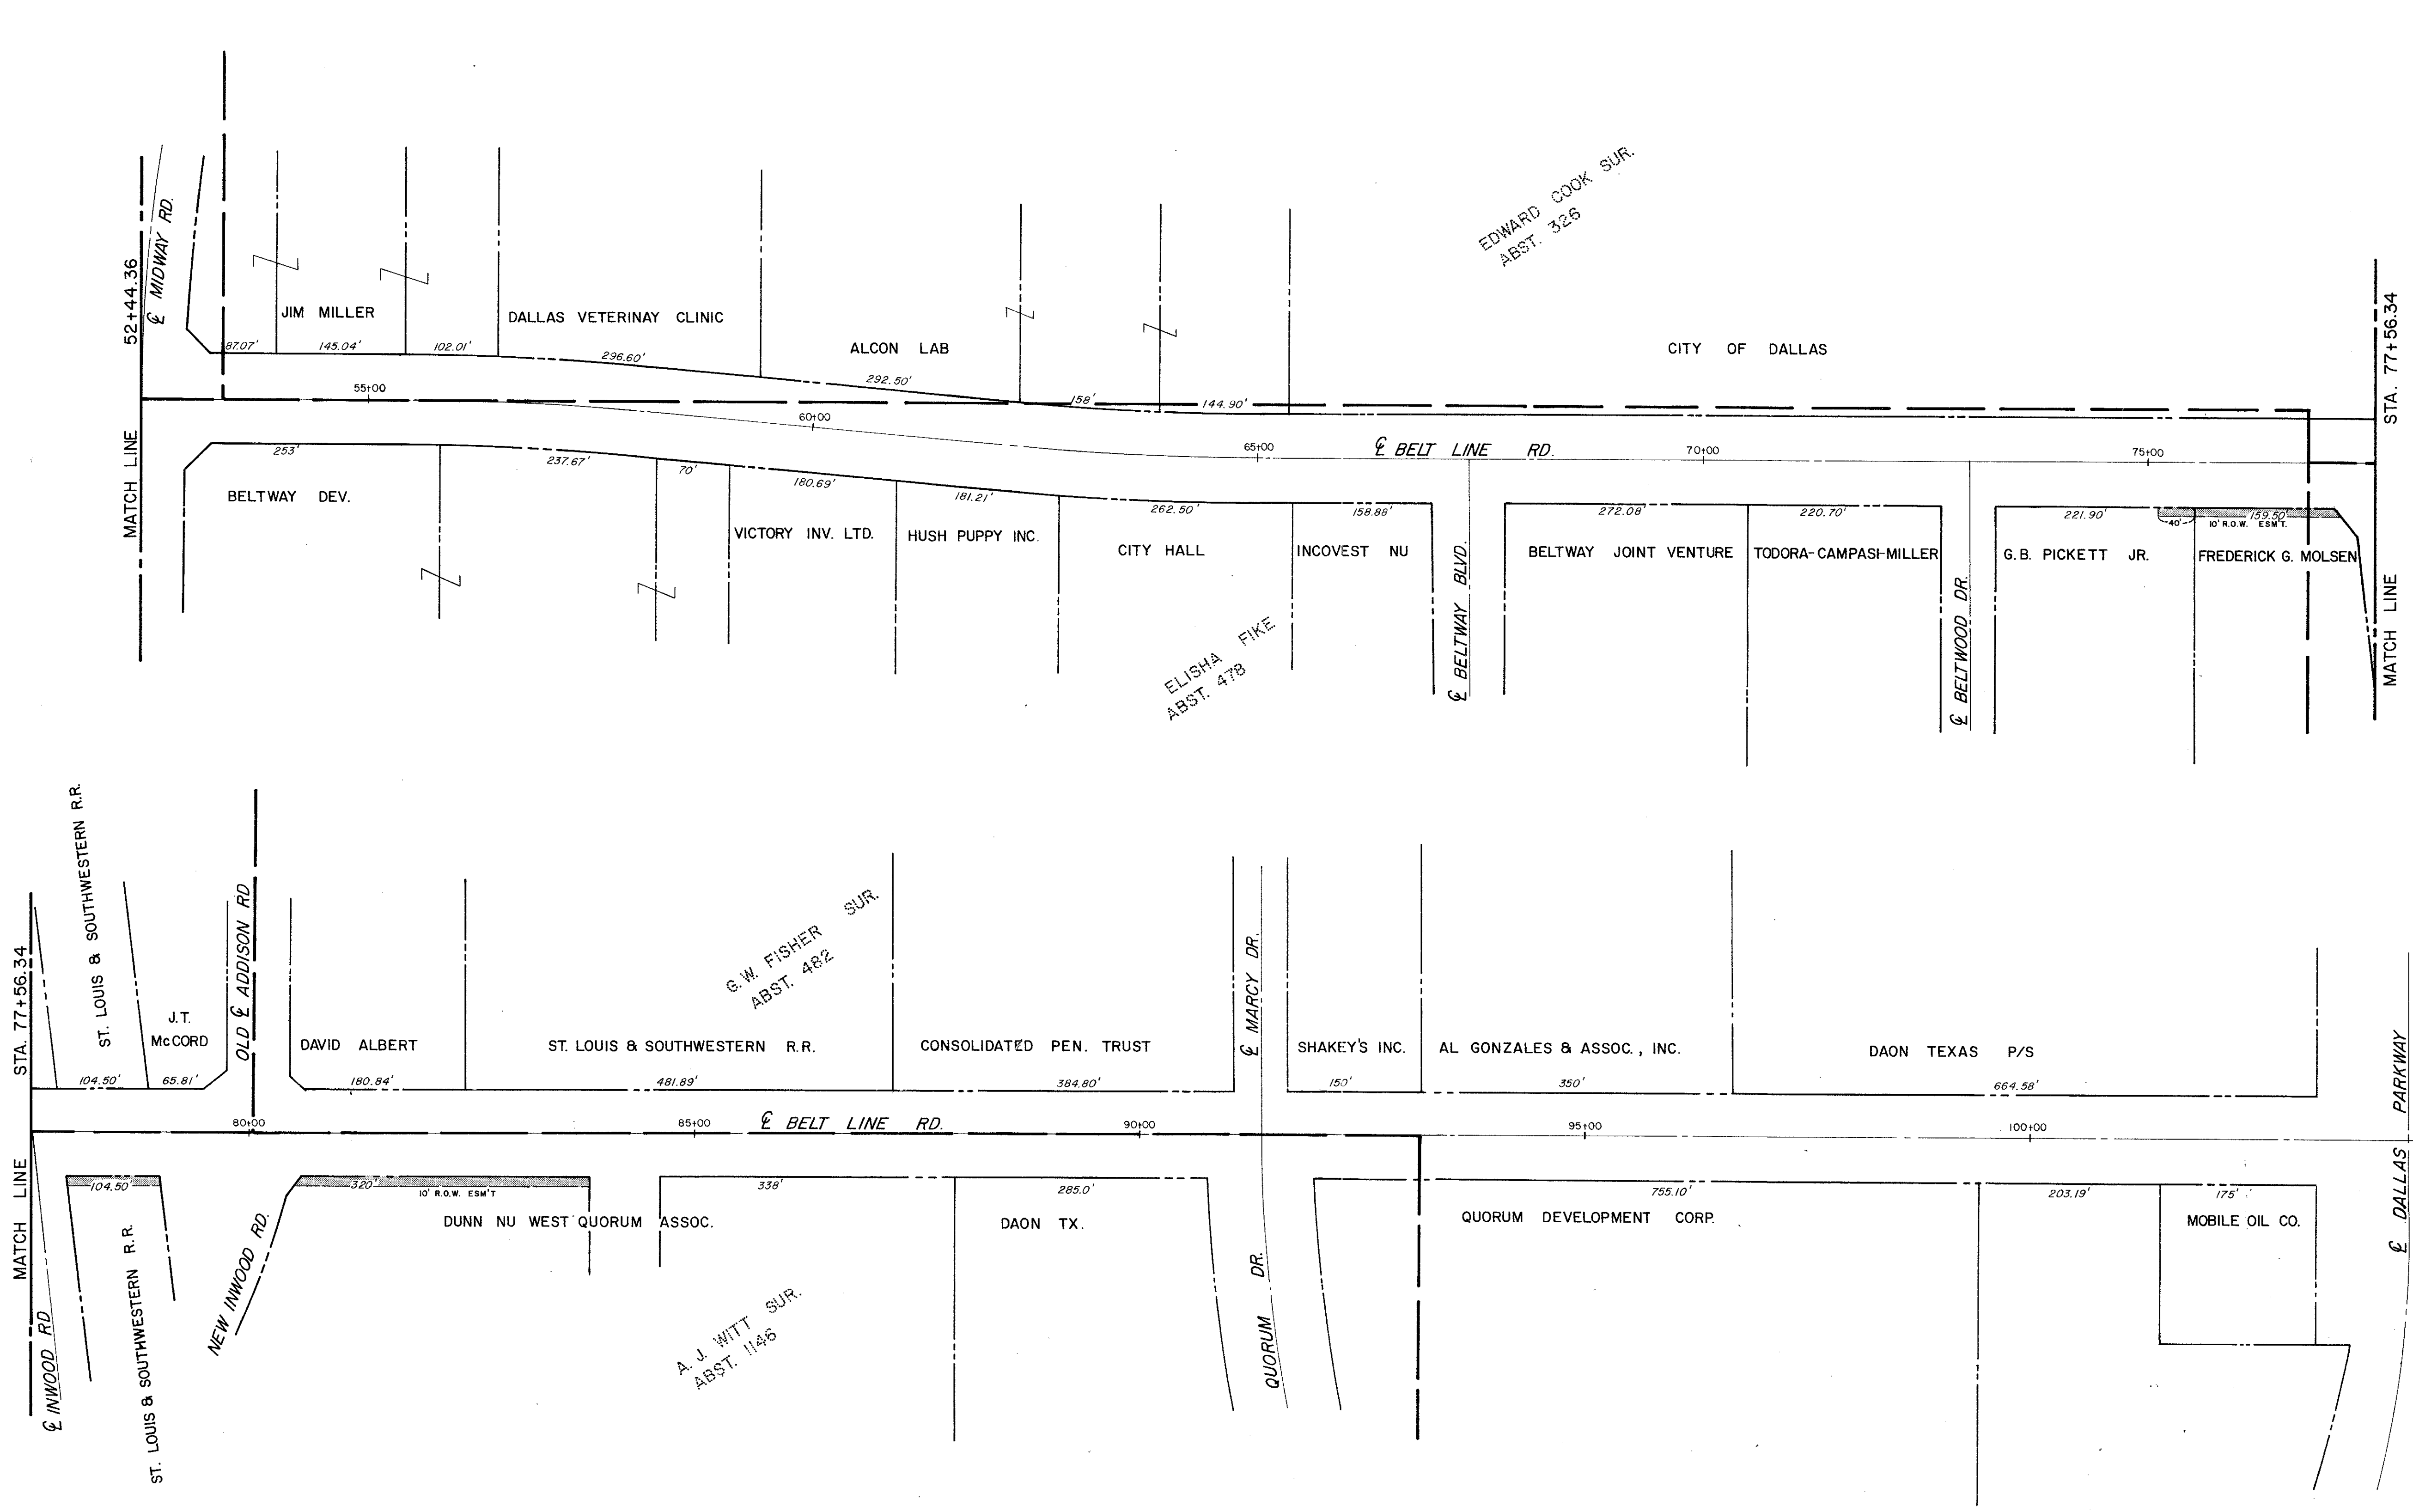 EDWARD COOK SUR.
ABST. 326
52+44.36
MATCH LINE
℄ MIDWAY RD.
JIM MILLER
DALLAS VETERINAY CLINIC
ALCON LAB
CITY OF DALLAS
STA. 77+56.34
MATCH LINE
87.07'
145.04'
102.01'
296.60'
292.50'
158'
144.90'
55+00
60+00
65+00
℄ BELT LINE RD.
70+00
75+00
253'
237.67'
70'
180.69'
181.21'
262.50'
158.88'
272.08'
220.70'
221.90'
40'
159.50'
10' R.O.W. ESM'T.
BELTWAY DEV.
VICTORY INV. LTD.
HUSH PUPPY INC.
CITY HALL
INCOVEST NU
℄ BELTWAY BLVD.
BELTWAY JOINT VENTURE
TODORA-CAMPASI-MILLER
℄ BELTWOOD DR.
G.B. PICKETT JR.
FREDERICK G. MOLSEN
ELISHA FIKE
ABST. 478
STA. 77+56.34
MATCH LINE
ST. LOUIS & SOUTHWESTERN R.R.
J.T.
McCORD
OLD ℄ ADDISON RD
DAVID ALBERT
ST. LOUIS & SOUTHWESTERN R.R.
G.W. FISHER SUR.
ABST. 482
CONSOLIDATED PEN. TRUST
℄ MARCY DR.
SHAKEY'S INC.
AL GONZALES & ASSOC., INC.
DAON TEXAS P/S
104.50'
65.81'
180.84'
481.89'
384.80'
150'
350'
664.58'
80+00
85+00
℄ BELT LINE RD.
90+00
95+00
100+00
℄ DALLAS PARKWAY
104.50'
320'
10' R.O.W. ESM'T
338'
285.0'
755.10'
203.19'
175'
℄ INWOOD RD
ST. LOUIS & SOUTHWESTERN R.R.
NEW INWOOD RD.
DUNN NU WEST QUORUM ASSOC.
DAON TX.
QUORUM DR.
QUORUM DEVELOPMENT CORP.
MOBILE OIL CO.
A. J. WITT SUR.
ABST. 1146